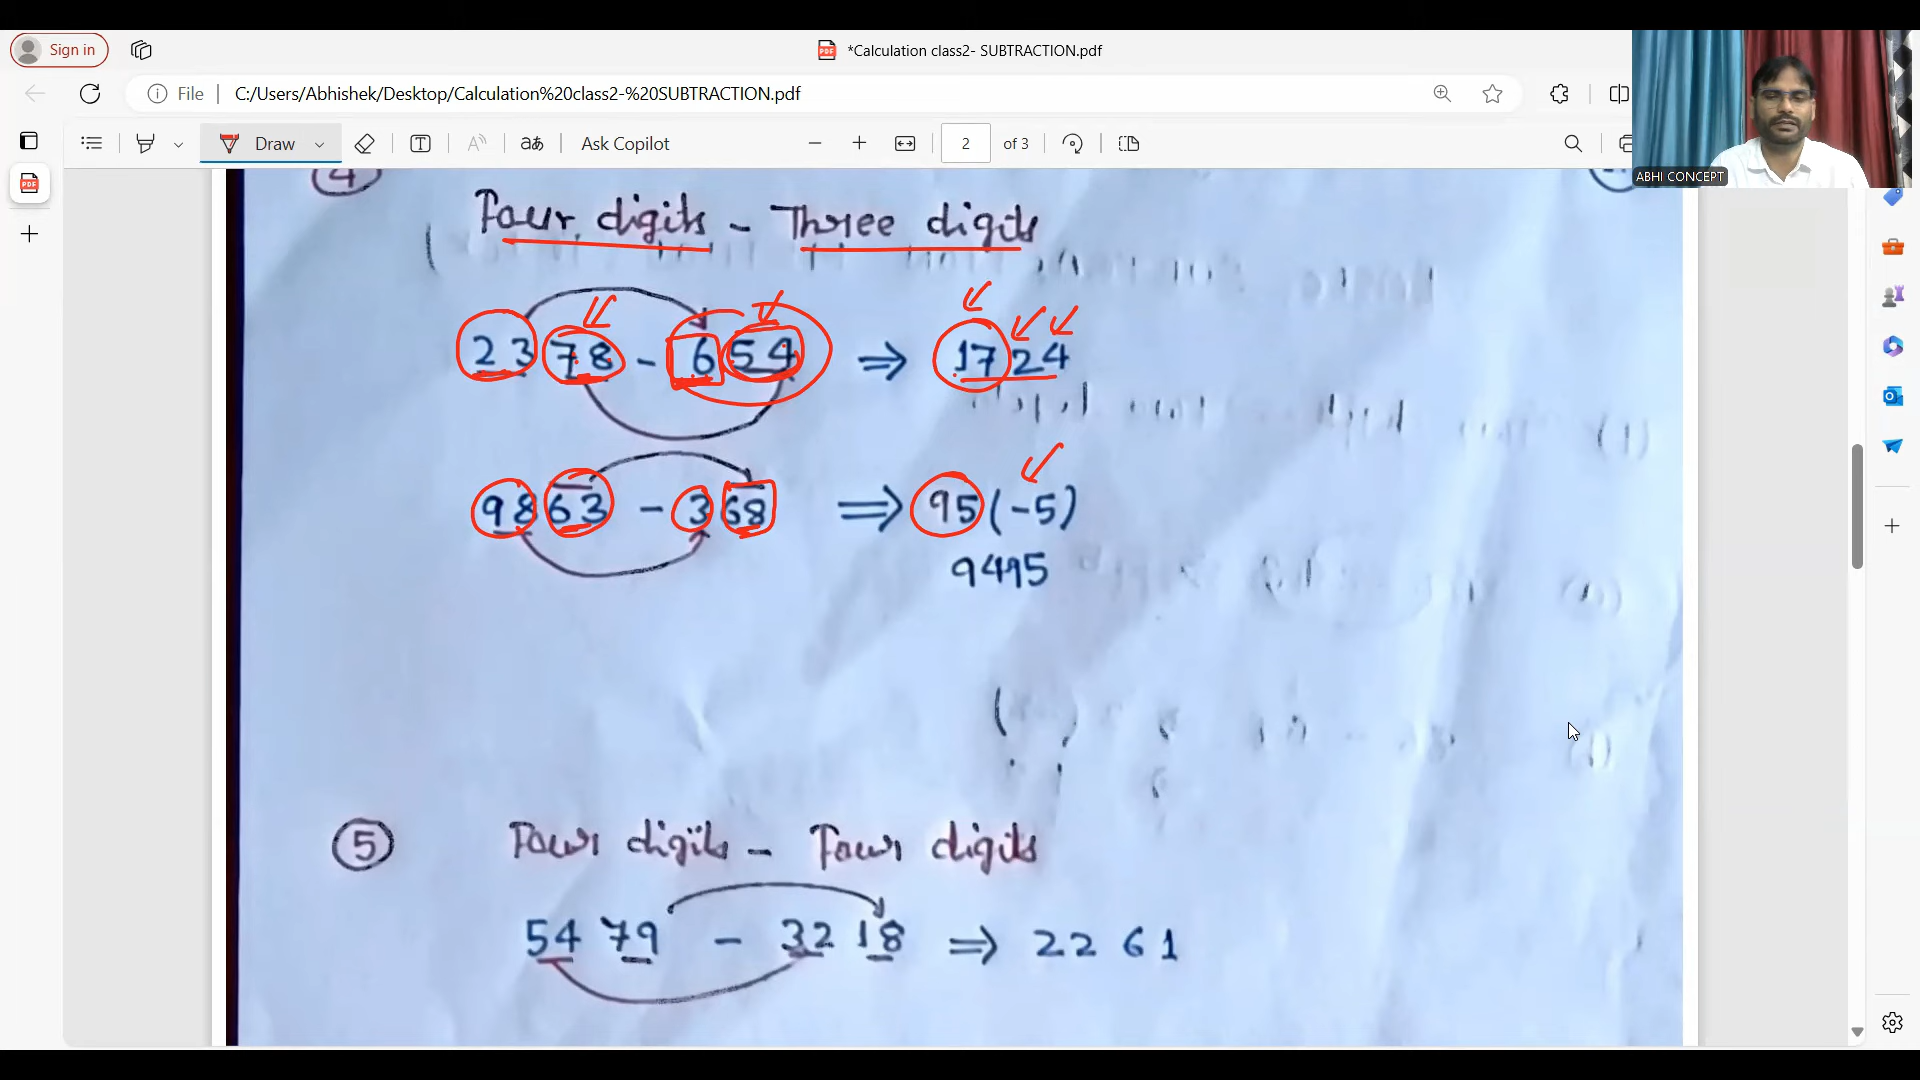 Sign in
*Calculation class2- SUBTRACTION.pdf
File
C:/Users/Abhishek/Desktop/Calculation%20class2-%20SUBTRACTION.pdf
Draw
Ask Copilot
2 of 3
ABHI CONCEPT
4
Four digits - Three digits
2378 - 654 ⇒ 1724
9863 - 368 ⇒ 95(-5)
9495
5 Four digits - Four digits
5479 - 3218 ⇒ 2261